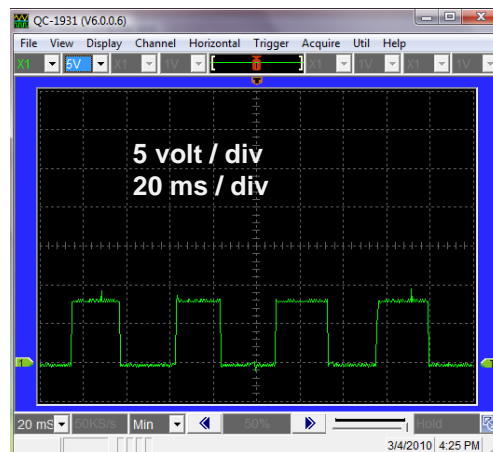 QC-1931 (V6.0.0.6)
File View Display Channel Horizontal Trigger Acquire Util Help
X1 5V X1 1V X1 1V X1 1V
5 volt / div
20 ms / div
1
20 mS 50KS/s Min 50% Hold
3/4/2010 4:25 PM